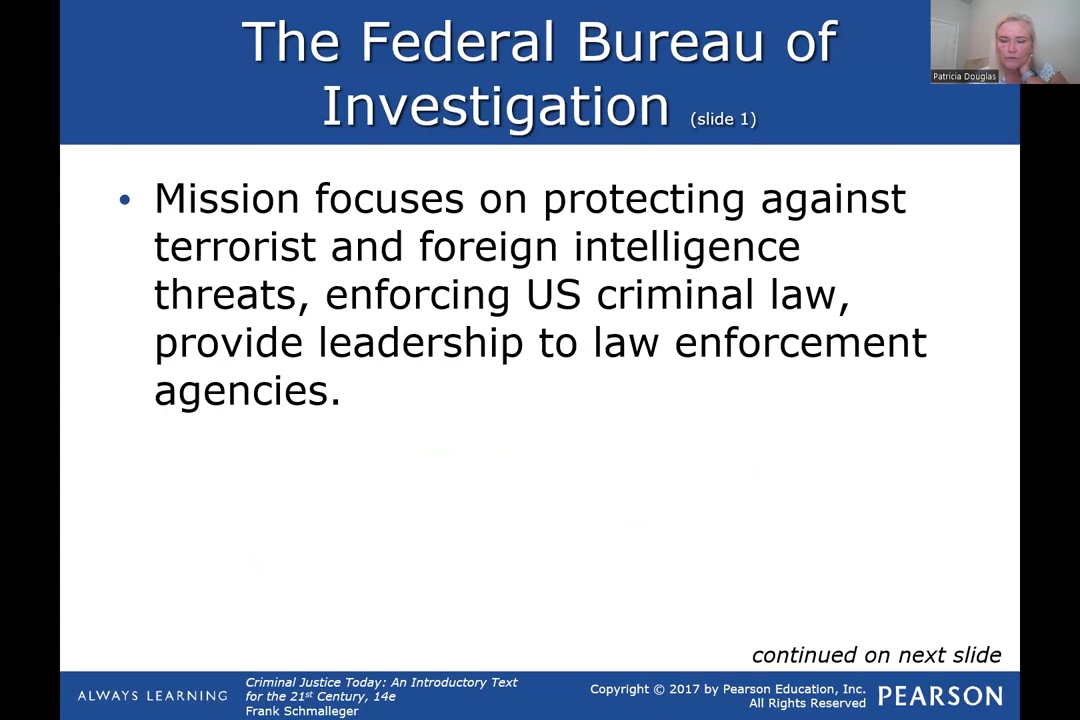 The Federal Bureau of
Investigation (slide 1)
Patricia Douglas
• Mission focuses on protecting against
terrorist and foreign intelligence
threats, enforcing US criminal law,
provide leadership to law enforcement
agencies.
continued on next slide
ALWAYS LEARNING
Criminal Justice Today: An Introductory Text
for the 21st Century, 14e
Frank Schmalleger
Copyright © 2017 by Pearson Education, Inc.
All Rights Reserved
PEARSON